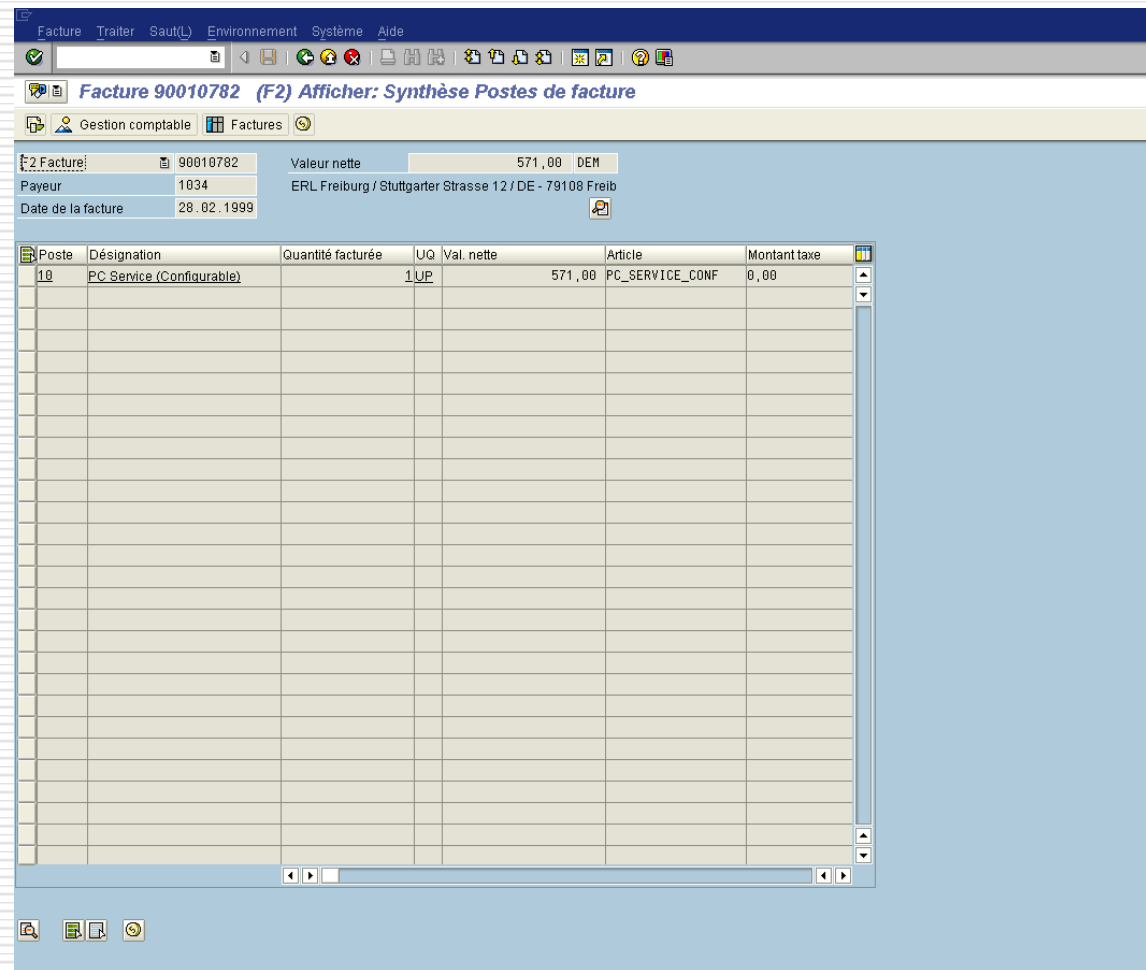 Facture Traiter Saut(L) Environnement Système Aide
Facture 90010782 (F2) Afficher: Synthèse Postes de facture
Gestion comptable Factures
F2 Facture 90010782 Valeur nette 571,00 DEM
Payeur 1034 ERL Freiburg / Stuttgarter Strasse 12 / DE - 79108 Freib
Date de la facture 28.02.1999
Poste Désignation Quantité facturée UQ Val. nette Article Montant taxe
10 PC Service (Configurable) 1 UP 571,00 PC_SERVICE_CONF 0,00